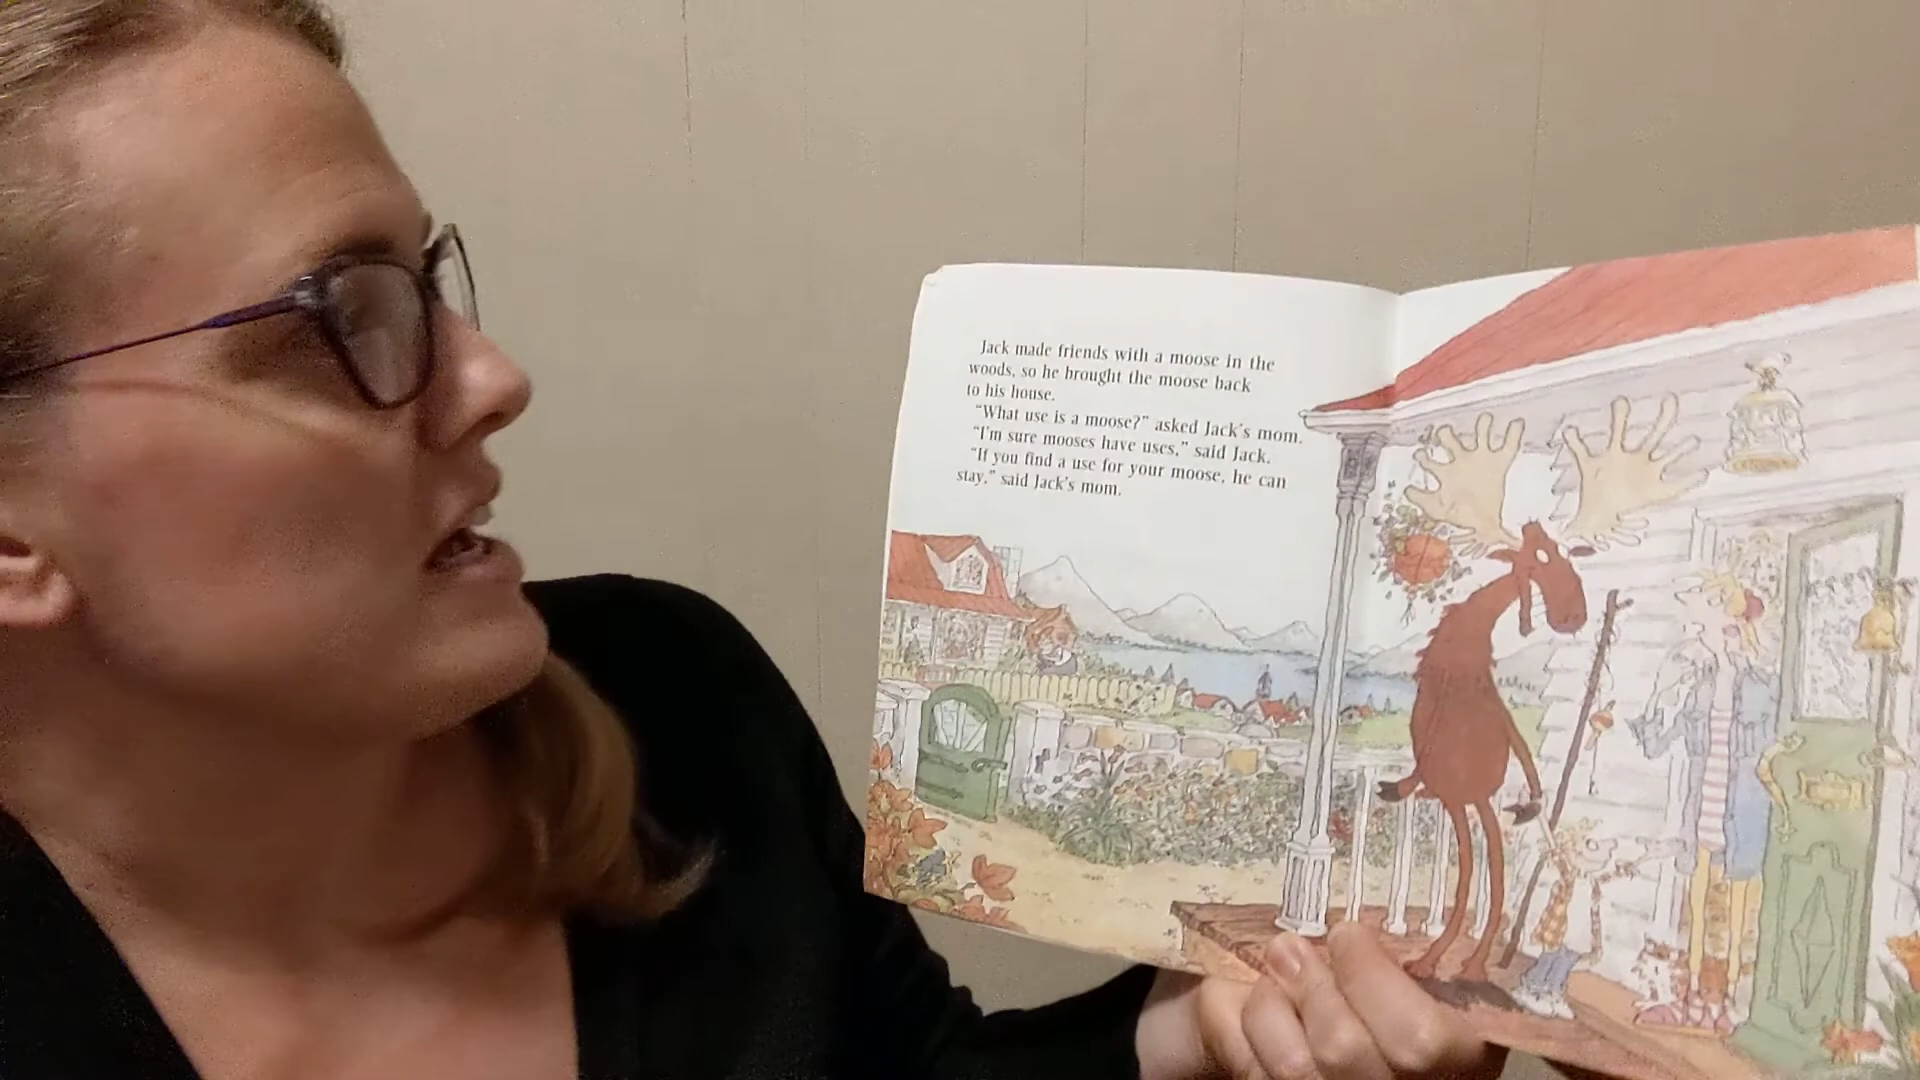 Jack made friends with a moose in the
woods, so he brought the moose back
to his house.
"What use is a moose?" asked Jack's mom.
"I'm sure mooses have uses," said Jack.
"If you find a use for your moose, he can
stay," said Jack's mom.